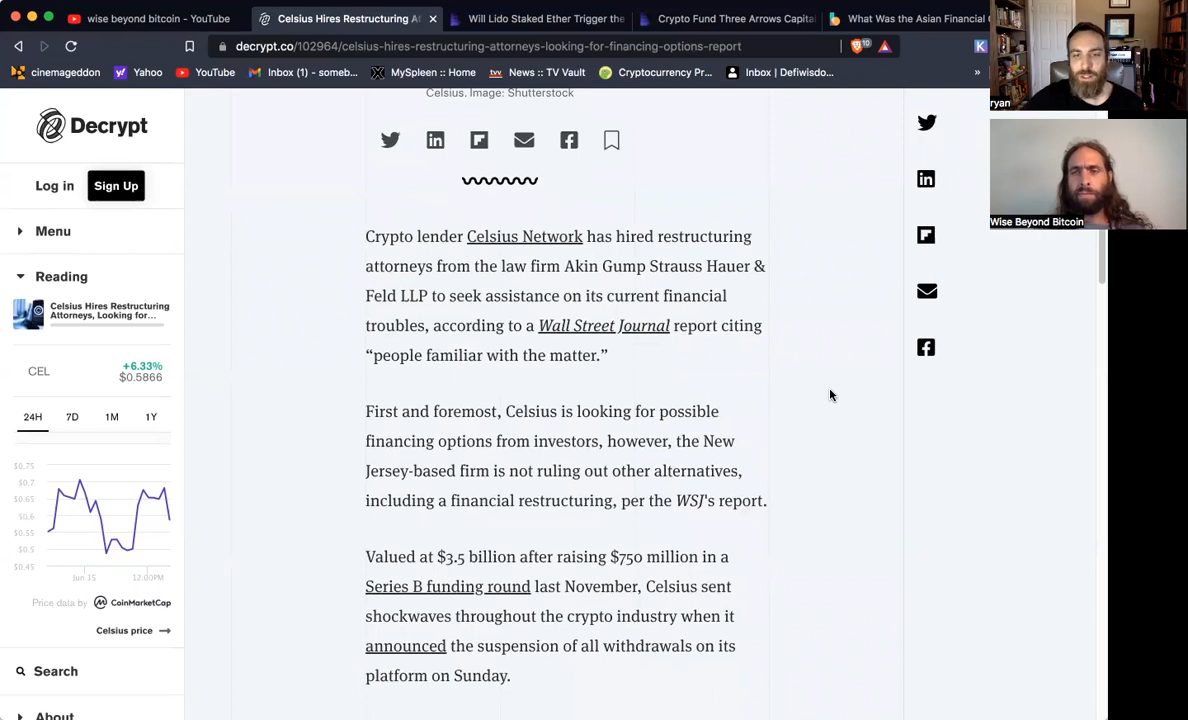 wise beyond bitcoin - YouTube
Celsius Hires Restructuring A
Will Lido Staked Ether Trigger the
Crypto Fund Three Arrows Capita
What Was the Asian Financial C
decrypt.co/102964/celsius-hires-restructuring-attorneys-looking-for-financing-options-report
10
K
cinemageddon
Yahoo
YouTube
Inbox (1) - someb...
MySpleen :: Home
tvv
News :: TV Vault
Cryptocurrency Pr...
Inbox | Defiwisdo...
»
ryan
Wise Beyond Bitcoin
Decrypt
Log in
Sign Up
Menu
Reading
Celsius Hires Restructuring
Attorneys, Looking for...
CEL
+6.33%
$0.5866
24H
7D
1M
1Y
$0.75
$0.7
$0.65
$0.6
$0.55
$0.5
$0.45
Jun 15
12:00PM
Price data by CoinMarketCap
Celsius price
Search
About
Celsius. Image: Shutterstock
Crypto lender Celsius Network has hired restructuring
attorneys from the law firm Akin Gump Strauss Hauer &
Feld LLP to seek assistance on its current financial
troubles, according to a Wall Street Journal report citing
“people familiar with the matter.”
First and foremost, Celsius is looking for possible
financing options from investors, however, the New
Jersey-based firm is not ruling out other alternatives,
including a financial restructuring, per the WSJ's report.
Valued at $3.5 billion after raising $750 million in a
Series B funding round last November, Celsius sent
shockwaves throughout the crypto industry when it
announced the suspension of all withdrawals on its
platform on Sunday.